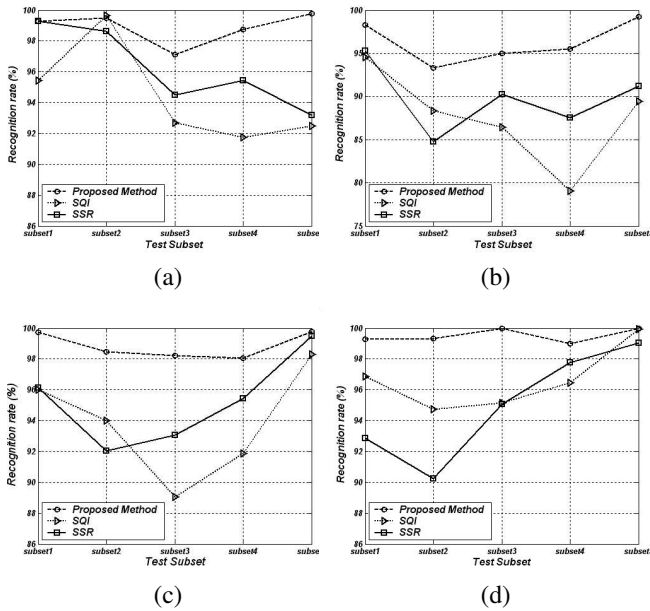 100
98
96
94
92
90
88
86
Recognition rate (%)
Proposed Method
SQI
SSR
subset1 subset2 subset3 subset4 subse
Test Subset
(a)
100
95
90
85
80
75
Recognition rate (%)
Proposed Method
SQI
SSR
subset1 subset2 subset3 subset4 subset
Test Subset
(b)
100
98
96
94
92
90
88
86
Recognition rate (%)
Proposed Method
SQI
SSR
subset1 subset2 subset3 subset4 subse
Test Subset
(c)
100
98
96
94
92
90
88
86
Recognition rate (%)
Proposed Method
SQI
SSR
subset1 subset2 subset3 subset4 subset
Test Subset
(d)